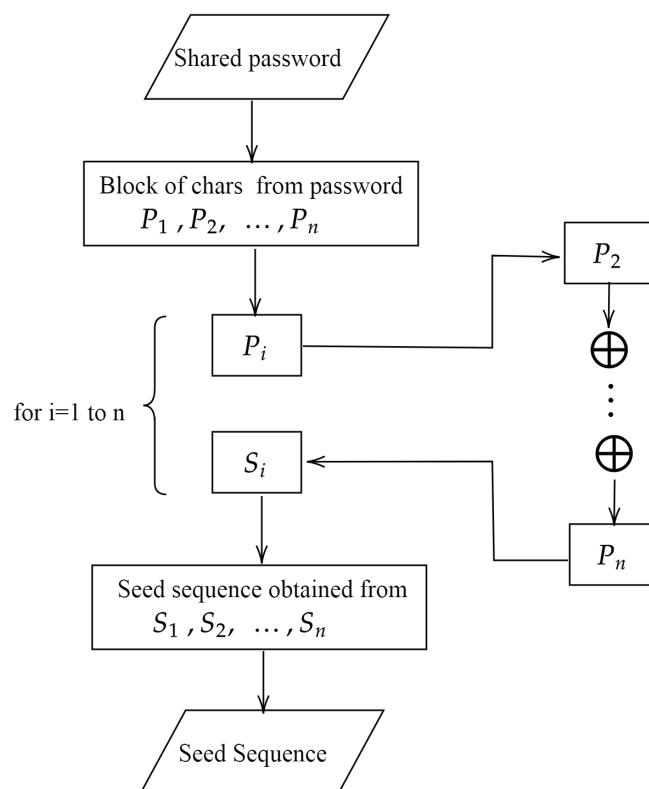 Shared password
Block of chars from password
P₁ , P₂, …, Pₙ
P₂
Pᵢ
⊕
⋮
for i=1 to n
⊕
Sᵢ
Pₙ
Seed sequence obtained from
S₁ , S₂, …, Sₙ
Seed Sequence